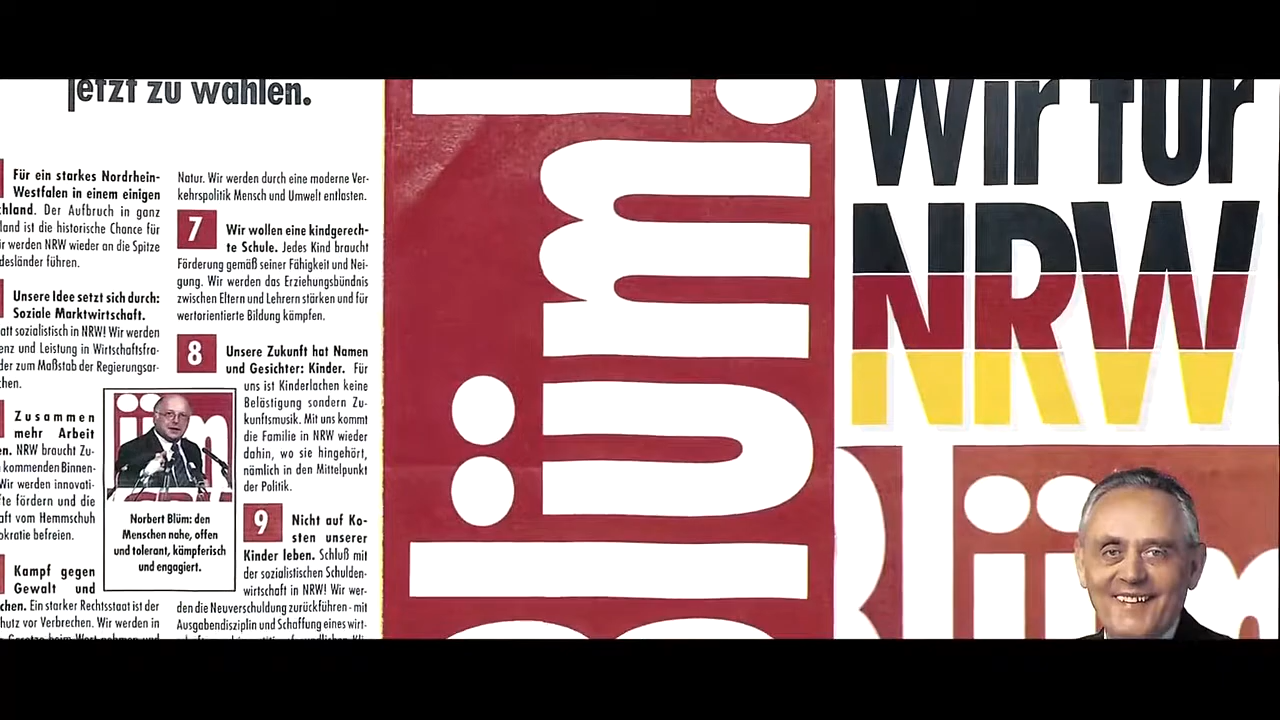 jetzt zu wählen.
Für ein starkes Nordrhein-
Westfalen in einem einigen
Der Aufbruch in ganz
ist die historische Chance für
werden NRW wieder an die Spitze
führen.
Unsere Idee setzt sich durch:
Soziale Marktwirtschaft.
sozialistisch in NRW! Wir werden
und Leistung in Wirtschaftsfra-
zum Maßstab der Regierungsar-
Zusammen
mehr Arbeit
NRW braucht Zu-
kommenden Binnen-
Wir werden innovati-
fördern und die
vom Hemmschuh
befreien.
Kampf gegen
Gewalt und
Ein starker Rechtsstaat ist der
vor Verbrechen. Wir werden in
Norbert Blüm: den
Menschen nahe, offen
und tolerant, kämpferisch
und engagiert.
Natur. Wir werden durch eine moderne Ver-
kehrspolitik Mensch und Umwelt entlasten.
7 Wir wollen eine kindgerech-
te Schule. Jedes Kind braucht
Förderung gemäß seiner Fähigkeit und Nei-
gung. Wir werden das Erziehungsbündnis
zwischen Eltern und Lehrern stärken und für
wertorientierte Bildung kämpfen.
8 Unsere Zukunft hat Namen
und Gesichter: Kinder. Für
uns ist Kinderlachen keine
Belästigung sondern Zu-
kunftsmusik. Mit uns kommt
die Familie in NRW wieder
dahin, wo sie hingehört,
nämlich in den Mittelpunkt
der Politik.
9 Nicht auf Ko-
sten unserer
Kinder leben. Schluß mit
der sozialistischen Schulden-
wirtschaft in NRW! Wir wer-
den die Neuverschuldung zurückführen - mit
Ausgabendisziplin und Schaffung eines wirt-
Blüm.
Wir für
NRW
Blüm